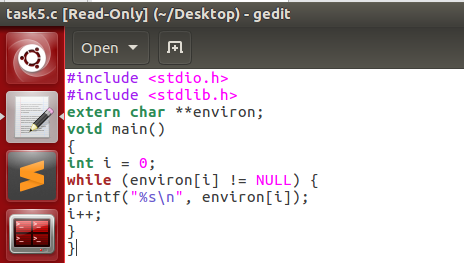 task5.c [Read-Only] (~/Desktop) - gedit
Open
#include <stdio.h>
#include <stdlib.h>
extern char **environ;
void main()
{
int i = 0;
while (environ[i] != NULL) {
printf("%s\n", environ[i]);
i++;
}
}